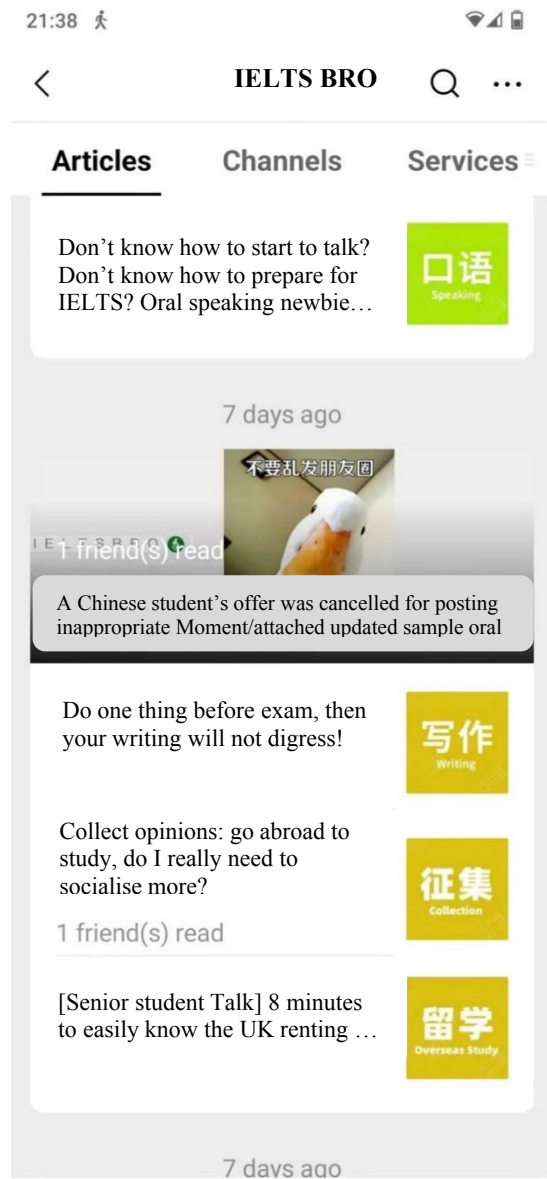 21:38
IELTS BRO
Articles
Channels
Services
Don’t know how to start to talk?
Don’t know how to prepare for
IELTS? Oral speaking newbie…
口语
Speaking
7 days ago
不要乱发朋友圈
IELTSBRO
1 friend(s) read
A Chinese student’s offer was cancelled for posting
inappropriate Moment/attached updated sample oral
Do one thing before exam, then
your writing will not digress!
写作
Writing
Collect opinions: go abroad to
study, do I really need to
socialise more?
征集
Collection
1 friend(s) read
[Senior student Talk] 8 minutes
to easily know the UK renting …
留学
Overseas Study
7 days ago